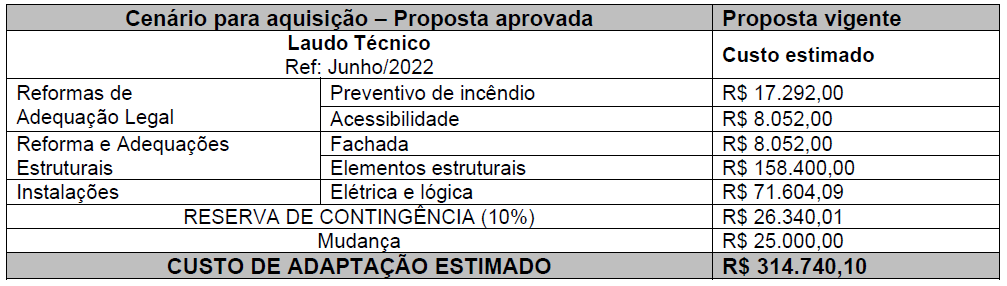 Cenário para aquisição – Proposta aprovada Proposta vigente
Laudo Técnico
Ref: Junho/2022
Custo estimado
Reformas de
Adequação Legal
Preventivo de incêndio R$ 17.292,00
Acessibilidade R$ 8.052,00
Reforma e Adequações
Estruturais
Fachada R$ 8.052,00
Elementos estruturais R$ 158.400,00
Instalações Elétrica e lógica R$ 71.604,09
RESERVA DE CONTINGÊNCIA (10%) R$ 26.340,01
Mudança R$ 25.000,00
CUSTO DE ADAPTAÇÃO ESTIMADO R$ 314.740,10